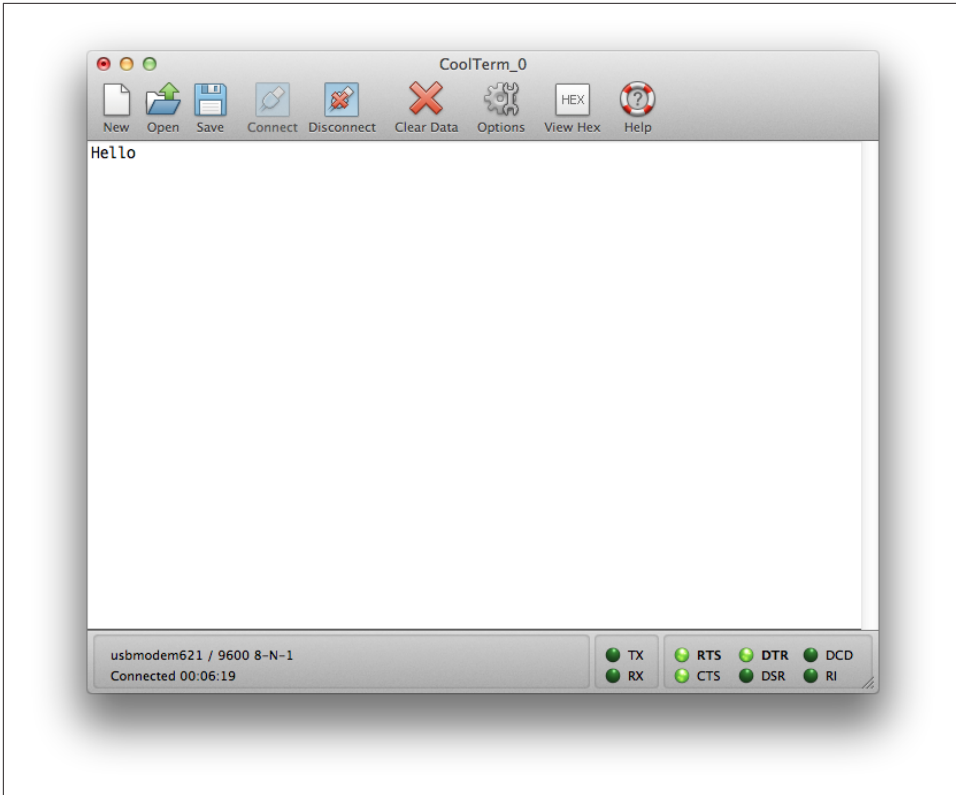 CoolTerm_0
HEX
New Open Save Connect Disconnect Clear Data Options View Hex Help
Hello
usbmodem621 / 9600 8-N-1
Connected 00:06:19
TX RTS DTR DCD
RX CTS DSR RI